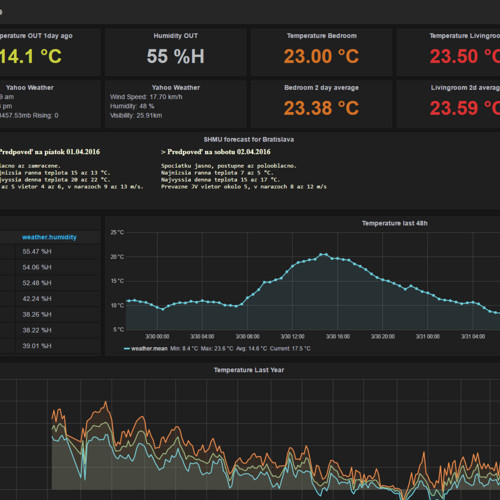 perature OUT 1day ago
Humidity OUT
Temperature Bedroom
Temperature Livingroo
14.1 °C
55 %H
23.00 °C
23.50 °C
Yahoo Weather
Yahoo Weather
Bedroom 2 day average
Livingroom 2d averag
9 am
pm
3457.53mb Rising: 0
Wind Speed: 17.70 km/h
Humidity: 48 %
Visibility: 25.91km
23.38 °C
23.59 °C
SHMU forecast for Bratislava
Predpoveď na piatok 01.04.2016
> Predpoveď na sobotu 02.04.2016
lacno az zamracene.
Najnizsia ranna teplota 15 az 13 °C.
Najvyssia denna teplota 20 az 22 °C.
az 5 vietor 4 az 6, v narazoch 9 az 13 m/s.
Spociatku jasno, postupne az polooblacno.
Najnizsia ranna teplota 7 az 5 °C.
Najvyssia denna teplota 15 az 17 °C.
Prevazne JV vietor okolo 5, v narazoch 8 az 12 m/s
weather.humidity
55.47 %H
54.06 %H
52.48 %H
42.24 %H
38.26 %H
38.22 %H
39.01 %H
Temperature last 48h
25 °C
20 °C
15 °C
10 °C
5 °C
3/30 00:00
3/30 04:00
3/30 08:00
3/30 12:00
3/30 16:00
3/30 20:00
3/31 00:00
3/31 04:00
weather.mean Min: 8.4 °C Max: 23.6 °C Avg: 14.6 °C Current: 17.5 °C
Temperature Last Year